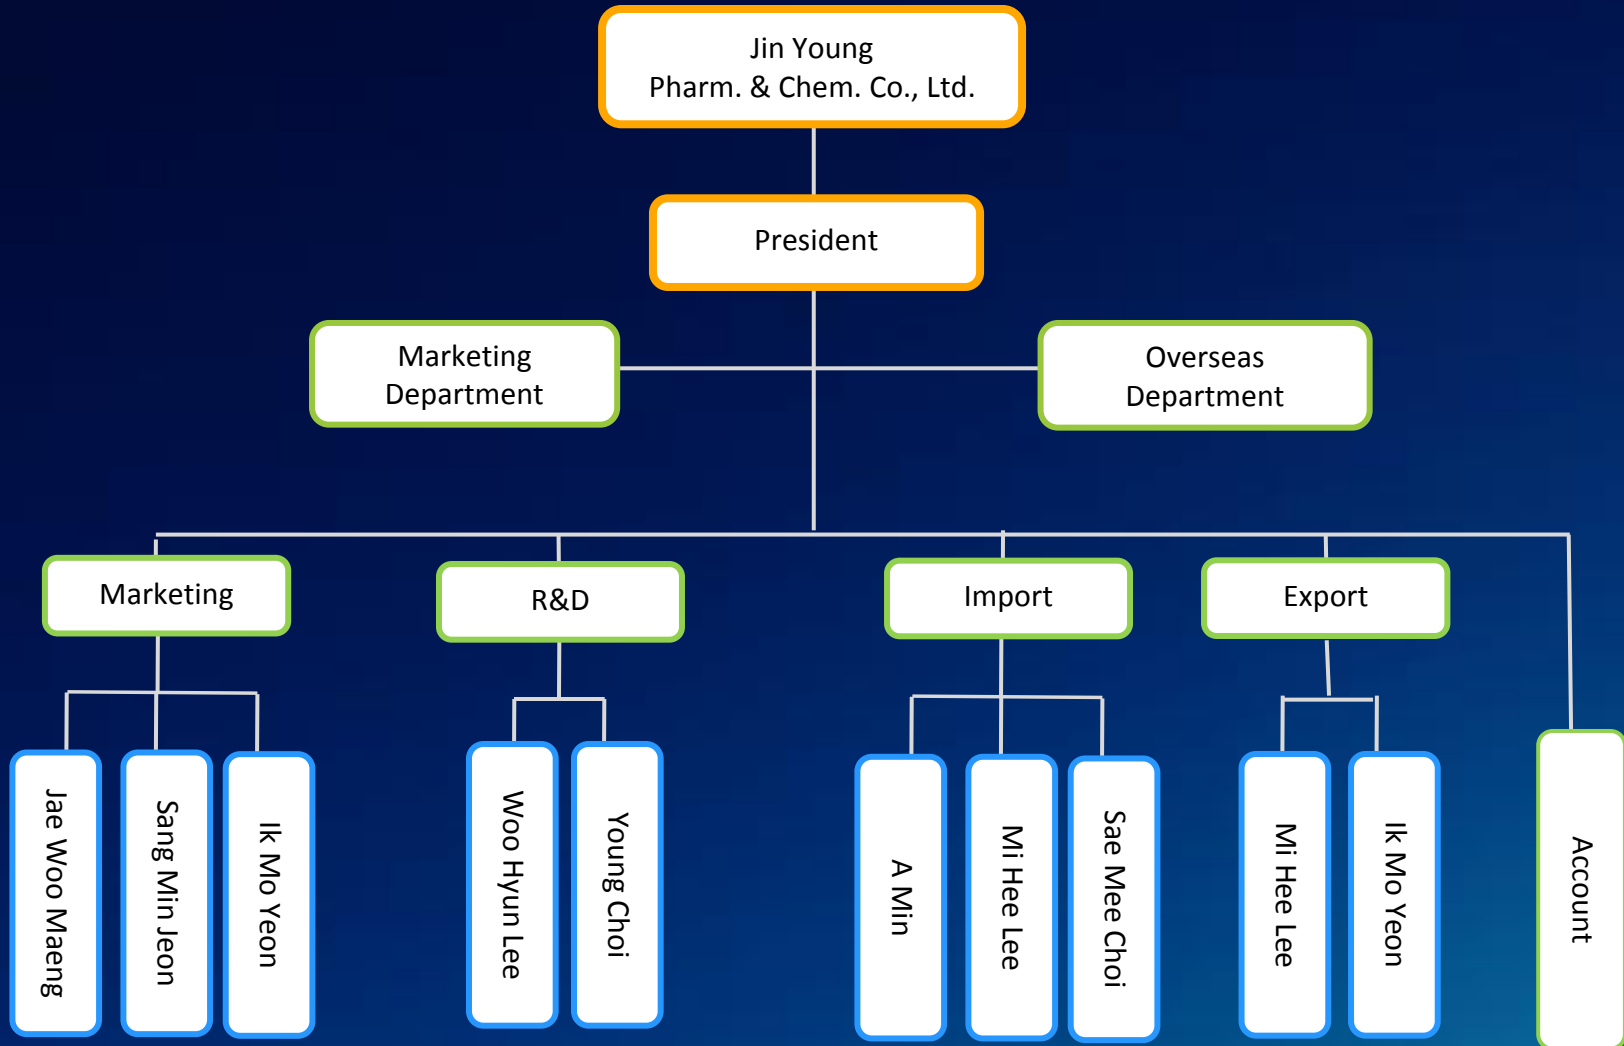 Jin Young
Pharm. & Chem. Co., Ltd.
President
Marketing
Department
Overseas
Department
Marketing
R&D
Import
Export
Jae Woo Maeng
Sang Min Jeon
Ik Mo Yeon
Woo Hyun Lee
Young Choi
A Min
Mi Hee Lee
Sae Mee Choi
Mi Hee Lee
Ik Mo Yeon
Account